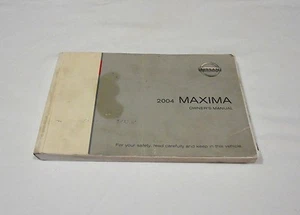 NISSAN
2004 MAXIMA
OWNER'S MANUAL
For your safety, read carefully and keep in this vehicle